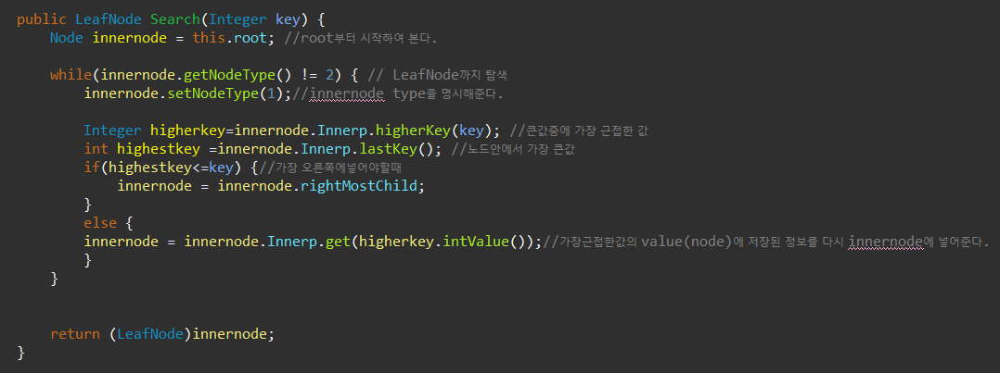 public LeafNode Search(Integer key) {
Node innernode = this.root; //root부터 시작하여 본다.
while(innernode.getNodeType() != 2) { // LeafNode까지 탐색
innernode.setNodeType(1);//innernode type를 명시해준다.
Integer higherkey=innernode.Innerp.higherKey(key); //큰값중에 가장 근접한 값
int highestkey =innernode.Innerp.lastKey(); //노드안에서 가장 큰값
if(highestkey<=key) {//가장 오른쪽에넣어야할때
innernode = innernode.rightMostChild;
}
else {
innernode = innernode.Innerp.get(higherkey.intValue());//가장근접한값의 value(node)에 저장된 정보를 다시 innernode에 넣어준다.
}
}
return (LeafNode)innernode;
}